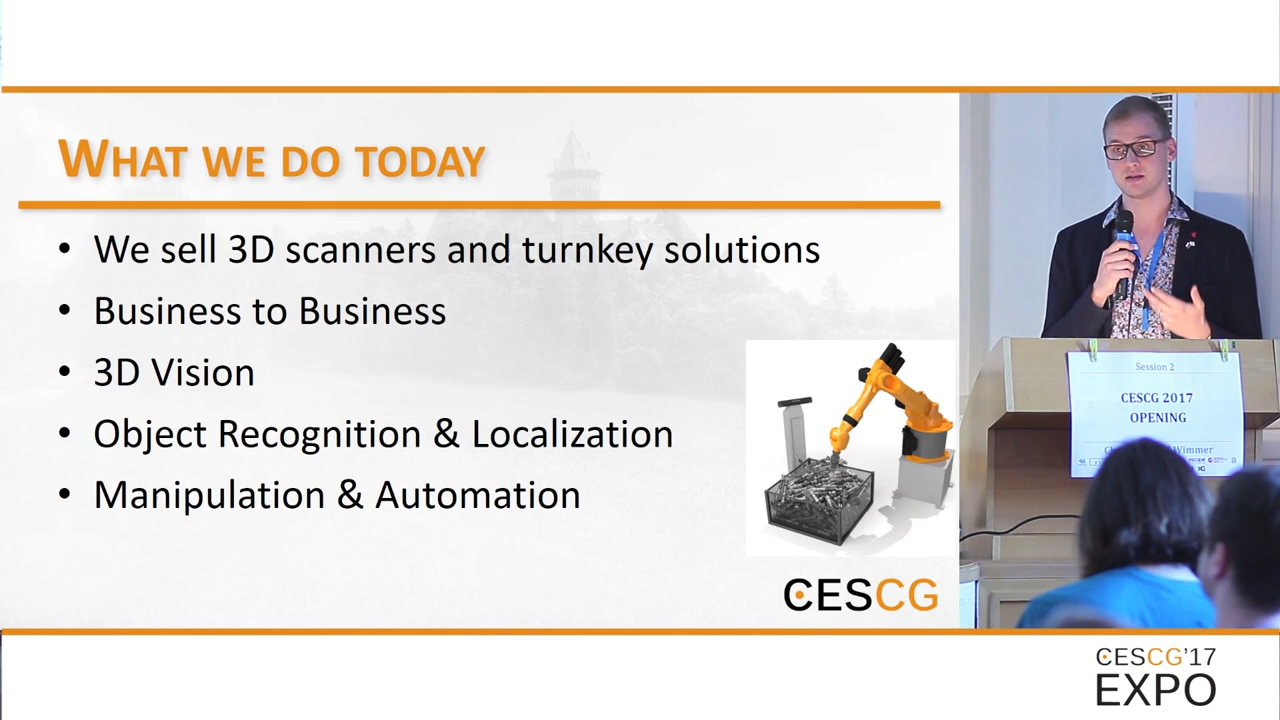 WHAT WE DO TODAY
• We sell 3D scanners and turnkey solutions
• Business to Business
• 3D Vision
• Object Recognition & Localization
• Manipulation & Automation
CESCG
Session 2
CESCG 2017
OPENING
Wimmer
CESCG'17
EXPO